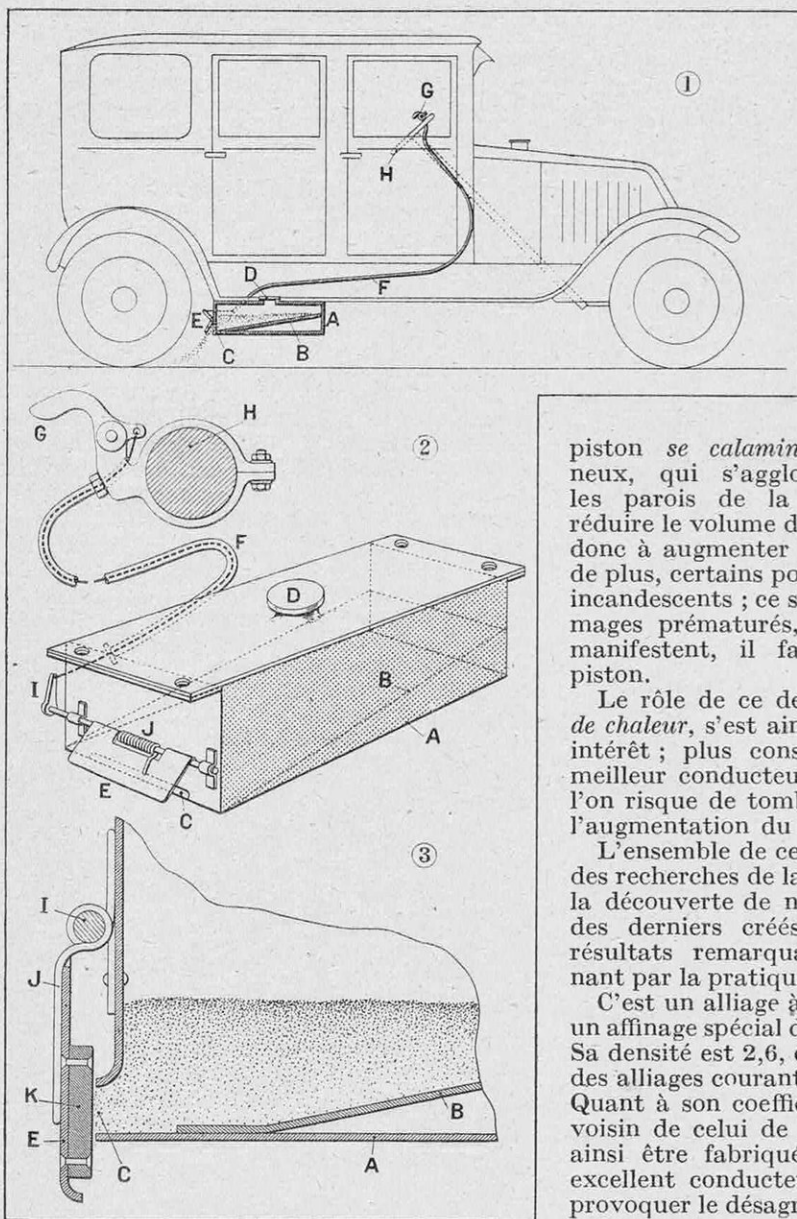 1
G
H
D
F
E
A
C
B
G
H
2
F
D
I
B
J
A
E
C
3
I
J
K
B
E
C
A
piston se calamin
neux, qui s'agglo
les parois de la
réduire le volume d
donc à augmenter
de plus, certains po
incandescents ; ce s
mages prématurés,
manifestent, il fa
piston.
Le rôle de ce de
de chaleur, s'est ain
intérêt ; plus cons
meilleur conducteu
l'on risque de tomb
l'augmentation du
L'ensemble de ce
des recherches de la
la découverte de n
des derniers créés
résultats remarqua
nant par la pratiqu
C'est un alliage à
un affinage spécial d
Sa densité est 2,6,
des alliages courant
Quant à son coeffi
voisin de celui de
ainsi être fabriqu
excellent conducte
provoquer le désagr